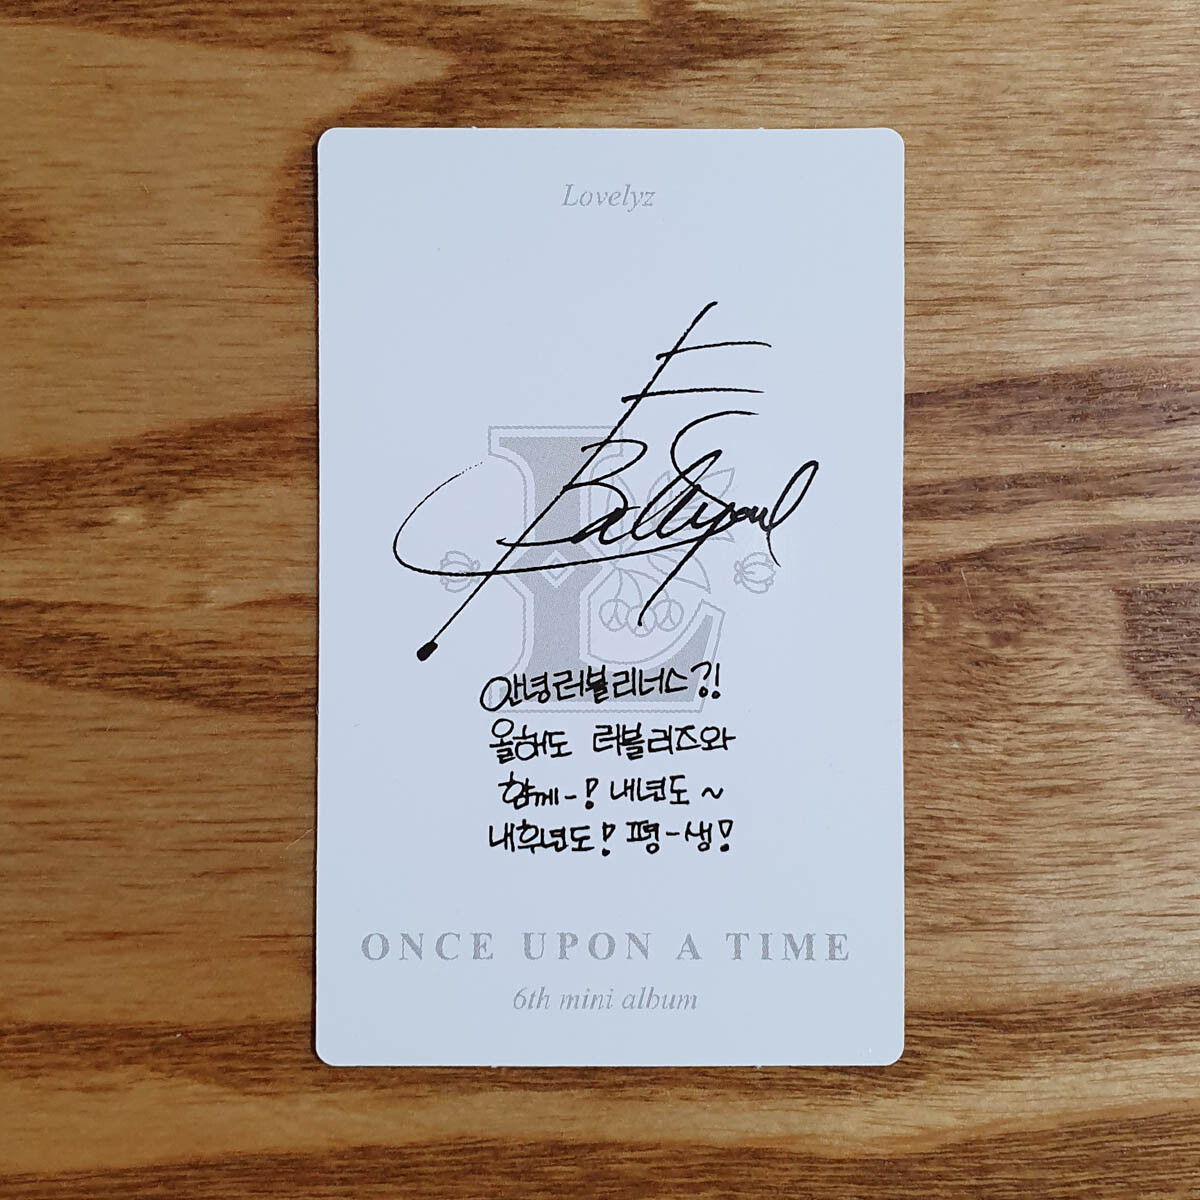 Lovelyz
안녕 러블리너스?!
올해도 러블리즈와
함께-! 내년도~
내후년도! 평-생!
ONCE UPON A TIME
6th mini album